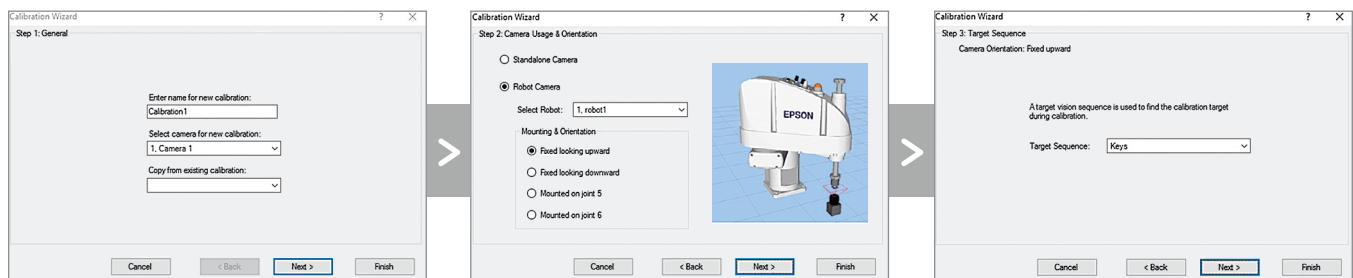 Calibration Wizard
Step 1: General
Enter name for new calibration:
Calibration1
Select camera for new calibration:
1, Camera 1
Copy from existing calibration:
Cancel
< Back
Next >
Finish
Calibration Wizard
Step 2: Camera Usage & Orientation
Standalone Camera
Robot Camera
Select Robot:
1, robot1
Mounting & Orientation
Fixed looking upward
Fixed looking downward
Mounted on joint 5
Mounted on joint 6
EPSON
Cancel
< Back
Next >
Finish
Calibration Wizard
Step 3: Target Sequence
Camera Orientation: Fixed upward
A target vision sequence is used to find the calibration target
during calibration.
Target Sequence:
Keys
Cancel
< Back
Next >
Finish